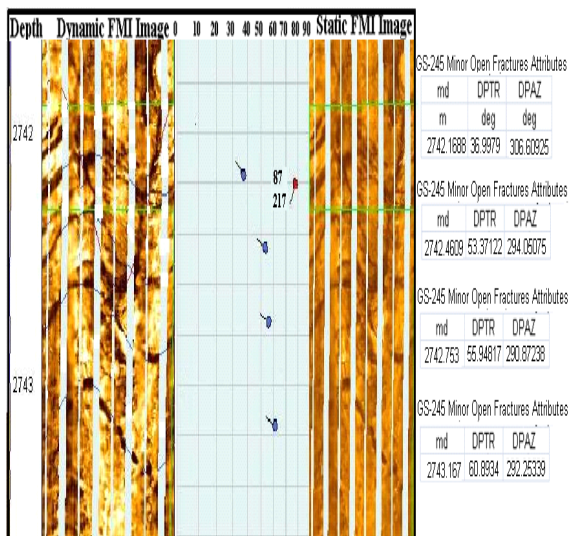 Depth Dynamic FMI Image 0 10 20 30 40 50 60 70 80 90 Static FMI Image
2742
87
217
2743
GS-245 Minor Open Fractures Attributes
md DPTR DPAZ
m deg deg
2742.1688 36.9979 306.60925
GS-245 Minor Open Fractures Attributes
md DPTR DPAZ
2742.4609 53.37122 294.05075
GS-245 Minor Open Fractures Attributes
md DPTR DPAZ
2742.753 55.94817 290.87238
GS-245 Minor Open Fractures Attributes
md DPTR DPAZ
2743.167 60.8934 292.25339